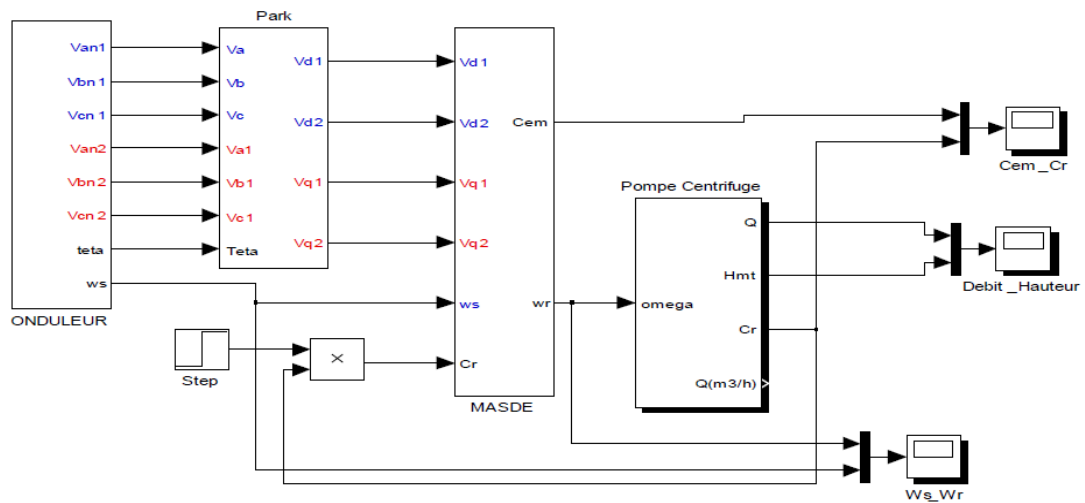 Park
Van1
Vbn 1
Vcn 1
Van2
Vbn 2
Vcn 2
teta
ws
ONDULEUR
Va
Vb
Vc
Va1
Vb1
Vc1
Teta
Vd1
Vd2
Vq1
Vq2
Step
×
Vd1
Vd2
Vq1
Vq2
ws
Cr
Cem
wr
MASDE
Pompe Centrifuge
omega
Q
Hmt
Cr
Q(m3/h)
Cem _Cr
Debit _Hauteur
Ws_Wr